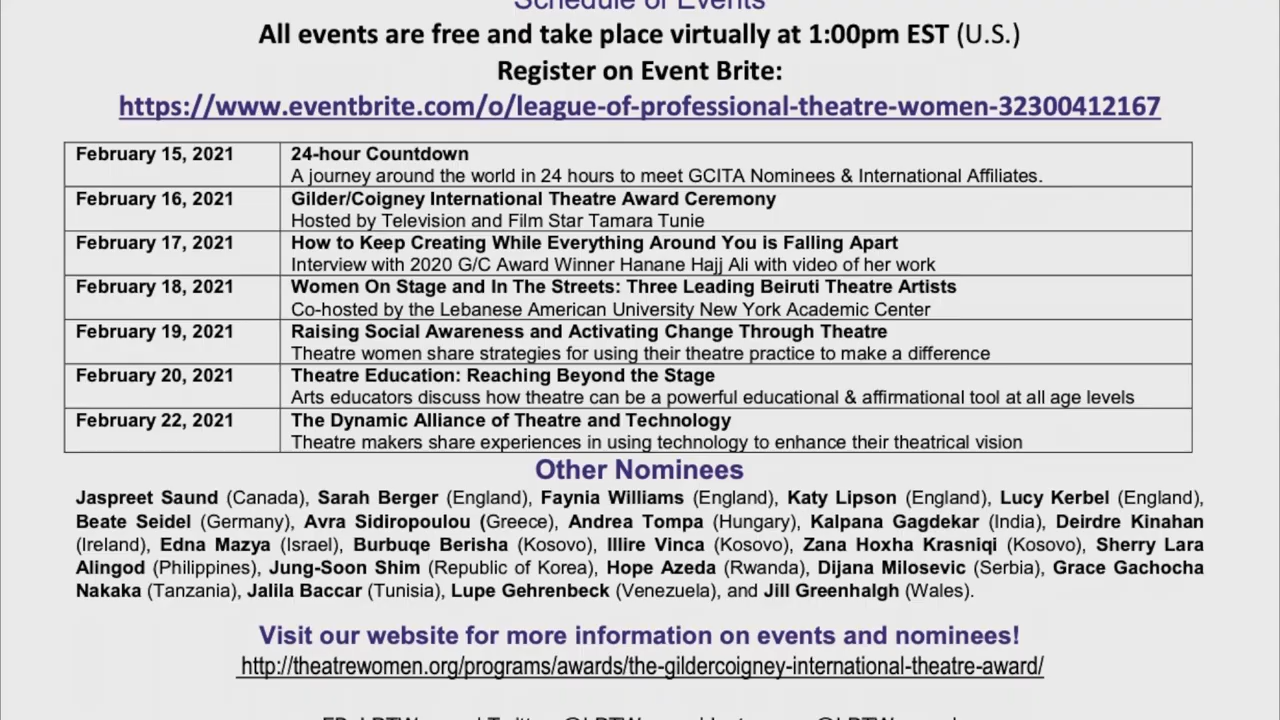 Schedule of Events
All events are free and take place virtually at 1:00pm EST (U.S.)
Register on Event Brite:
https://www.eventbrite.com/o/league-of-professional-theatre-women-32300412167
February 15, 2021 24-hour Countdown
A journey around the world in 24 hours to meet GCITA Nominees & International Affiliates.
February 16, 2021 Gilder/Coigney International Theatre Award Ceremony
Hosted by Television and Film Star Tamara Tunie
February 17, 2021 How to Keep Creating While Everything Around You is Falling Apart
Interview with 2020 G/C Award Winner Hanane Hajj Ali with video of her work
February 18, 2021 Women On Stage and In The Streets: Three Leading Beiruti Theatre Artists
Co-hosted by the Lebanese American University New York Academic Center
February 19, 2021 Raising Social Awareness and Activating Change Through Theatre
Theatre women share strategies for using their theatre practice to make a difference
February 20, 2021 Theatre Education: Reaching Beyond the Stage
Arts educators discuss how theatre can be a powerful educational & affirmational tool at all age levels
February 22, 2021 The Dynamic Alliance of Theatre and Technology
Theatre makers share experiences in using technology to enhance their theatrical vision
Other Nominees
Jaspreet Saund (Canada), Sarah Berger (England), Faynia Williams (England), Katy Lipson (England), Lucy Kerbel (England),
Beate Seidel (Germany), Avra Sidiropoulou (Greece), Andrea Tompa (Hungary), Kalpana Gagdekar (India), Deirdre Kinahan
(Ireland), Edna Mazya (Israel), Burbuqe Berisha (Kosovo), Illire Vinca (Kosovo), Zana Hoxha Krasniqi (Kosovo), Sherry Lara
Alingod (Philippines), Jung-Soon Shim (Republic of Korea), Hope Azeda (Rwanda), Dijana Milosevic (Serbia), Grace Gachocha
Nakaka (Tanzania), Jalila Baccar (Tunisia), Lupe Gehrenbeck (Venezuela), and Jill Greenhalgh (Wales).
Visit our website for more information on events and nominees!
http://theatrewomen.org/programs/awards/the-gildercoigney-international-theatre-award/